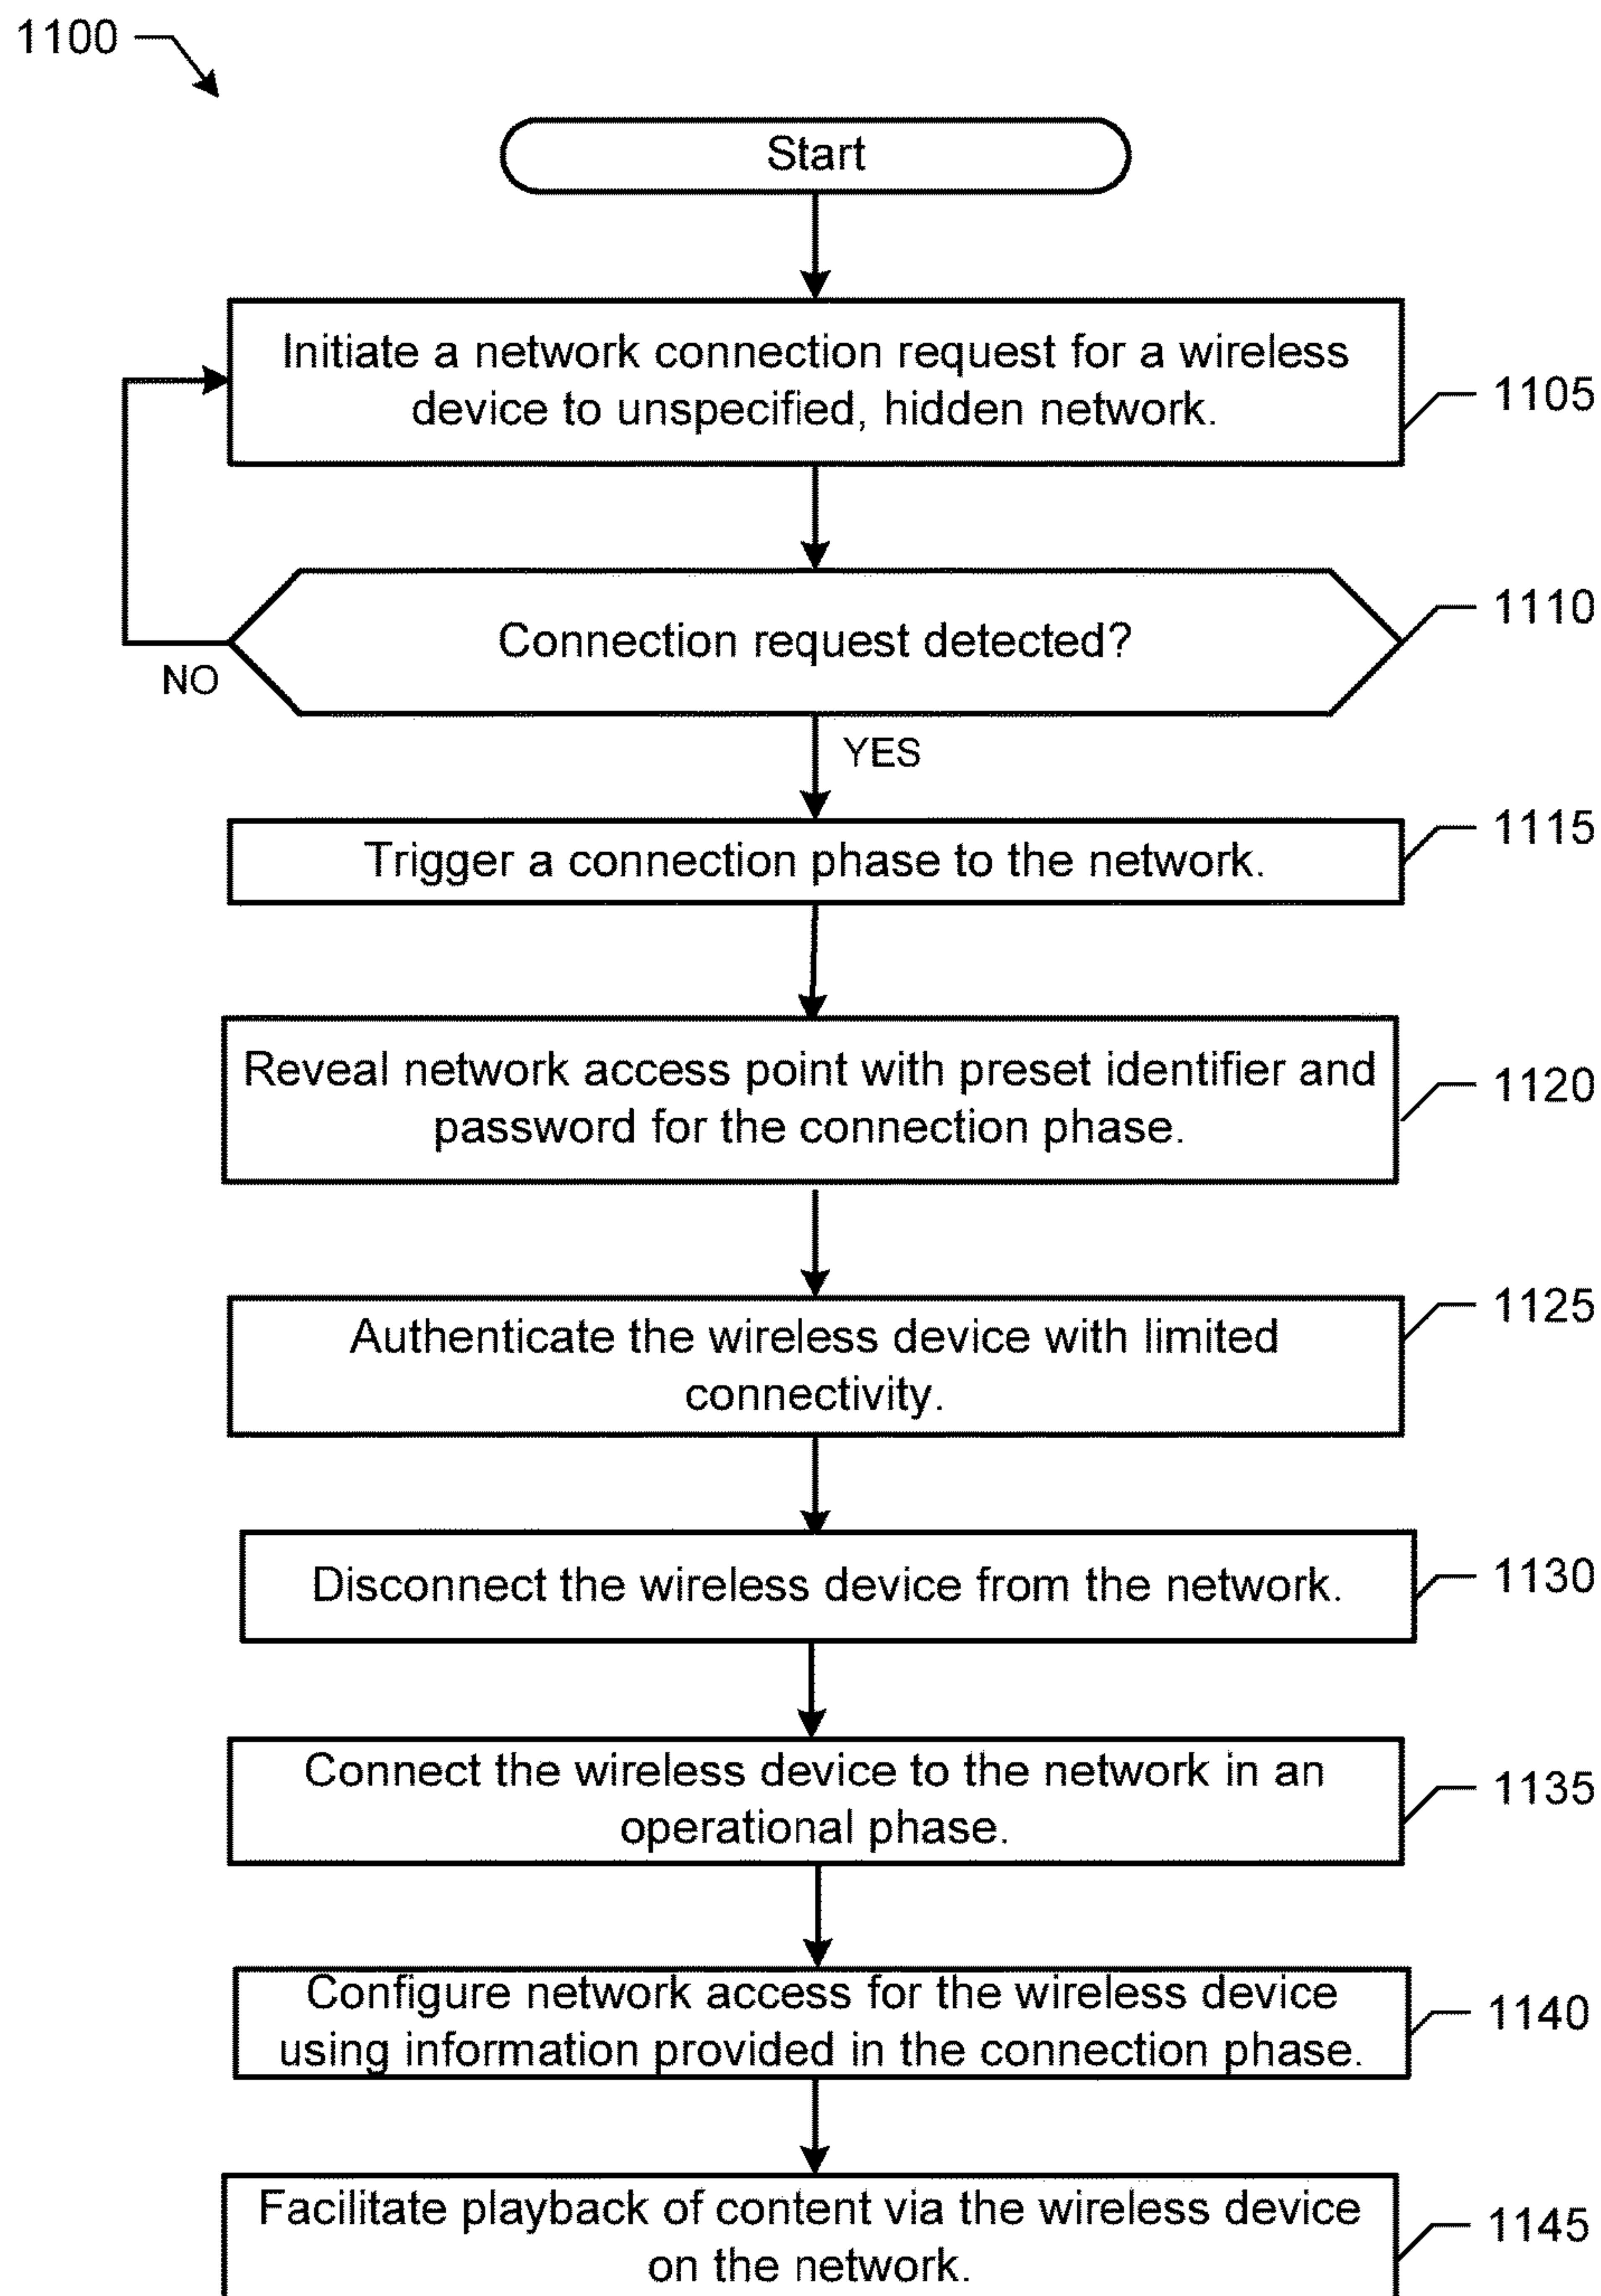 1100
Start
Initiate a network connection request for a wireless
device to unspecified, hidden network.
1105
Connection request detected?
1110
NO
YES
Trigger a connection phase to the network.
1115
Reveal network access point with preset identifier and
password for the connection phase.
1120
Authenticate the wireless device with limited
connectivity.
1125
Disconnect the wireless device from the network.
1130
Connect the wireless device to the network in an
operational phase.
1135
Configure network access for the wireless device
using information provided in the connection phase.
1140
Facilitate playback of content via the wireless device
on the network.
1145